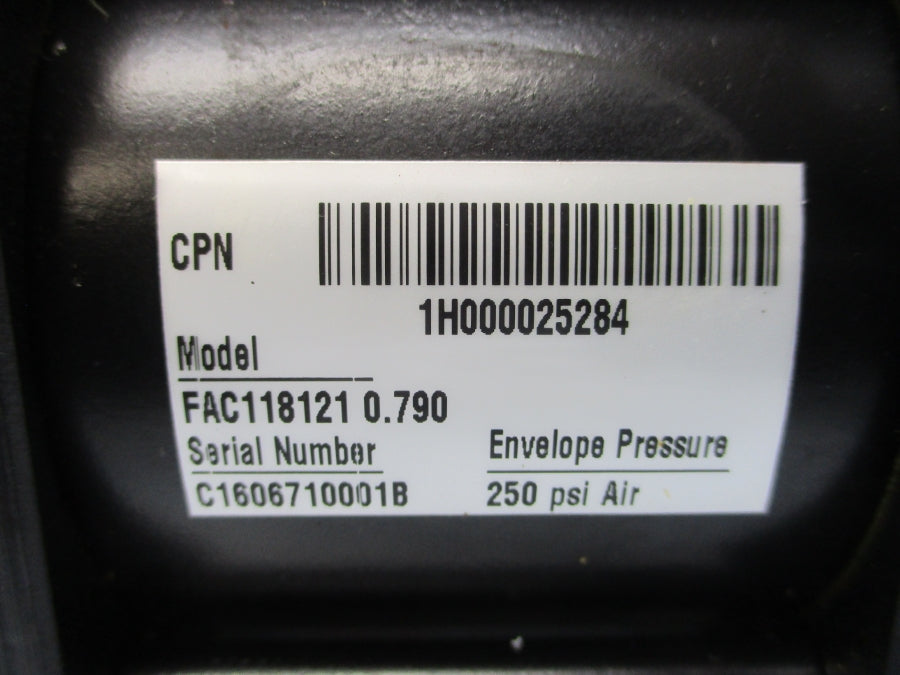 CPN
1H000025284
Model
FAC118121 0.790
Serial Number
C1606710001B
Envelope Pressure
250 psi Air